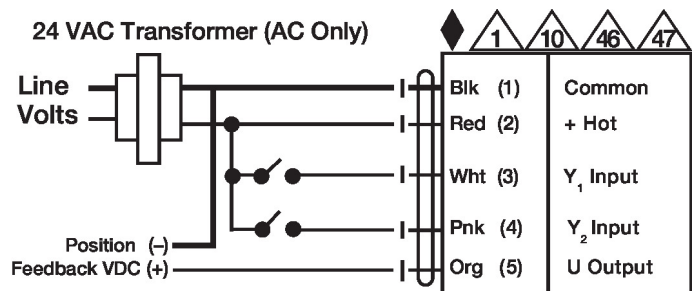 24 VAC Transformer (AC Only)
1 10 46 47
Line
Volts
Blk (1) Common
Red (2) + Hot
Wht (3) Y1 Input
Pnk (4) Y2 Input
Position (–)
Feedback VDC (+)
Org (5) U Output